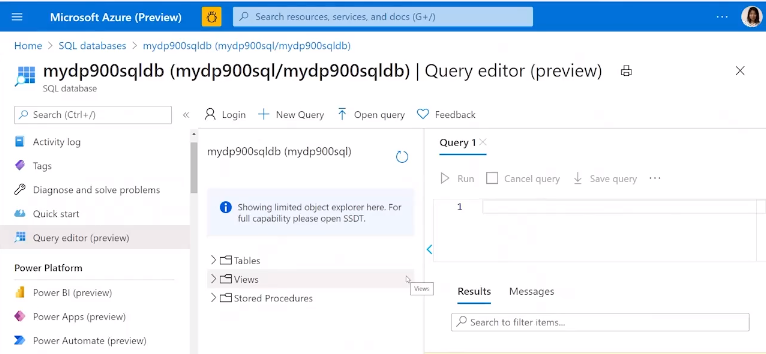 Microsoft Azure (Preview)
Search resources, services, and docs (G+/)
Home > SQL databases > mydp900sqldb (mydp900sql/mydp900sqldb)
mydp900sqldb (mydp900sql/mydp900sqldb) | Query editor (preview)
SQL database
Search (Ctrl+/)
Activity log
Tags
Diagnose and solve problems
Quick start
Query editor (preview)
Power Platform
Power BI (preview)
Power Apps (preview)
Power Automate (preview)
Login
New Query
Open query
Feedback
mydp900sqldb (mydp900sql)
Showing limited object explorer here. For
full capability please open SSDT.
Tables
Views
Stored Procedures
Views
Query 1
Run
Cancel query
Save query
1
Results
Messages
Search to filter items...